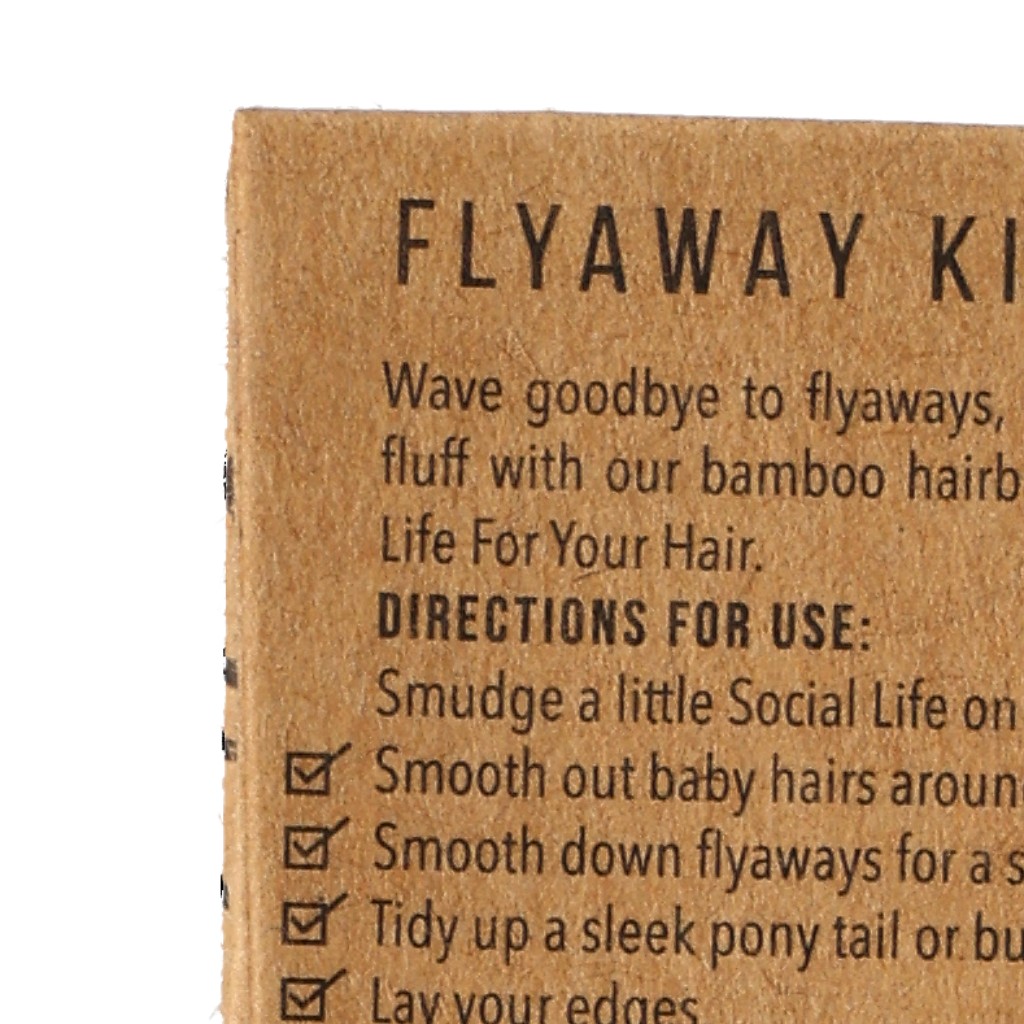 FLYAWAY KI
Wave goodbye to flyaways,
fluff with our bamboo hairb
Life For Your Hair.
DIRECTIONS FOR USE:
Smudge a little Social Life on
Smooth out baby hairs aroun
Smooth down flyaways for a s
Tidy up a sleek pony tail or bu
Lay your edges